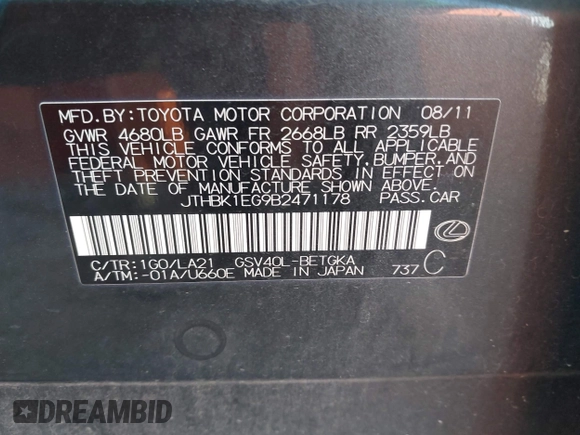 MFD. BY: TOYOTA MOTOR CORPORATION 08/11
GVWR 4680LB GAWR FR 2668LB RR 2359LB
THIS VEHICLE CONFORMS TO ALL APPLICABLE
FEDERAL MOTOR VEHICLE SAFETY, BUMPER, AND
THEFT PREVENTION STANDARDS IN EFFECT ON
THE DATE OF MANUFACTURE SHOWN ABOVE.
JTHBK1EG9B2471178 PASS. CAR
C/TR: 1G0/LA21 GSV40L-BETGKA
A/TM: -01A/U660E MADE IN JAPAN 737 C
DREAMBID